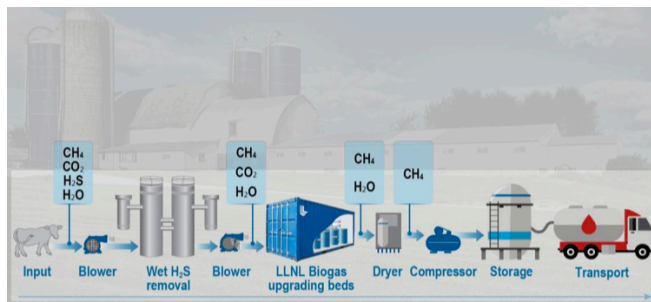 CH₄
CO₂
H₂S
H₂O
CH₄
CO₂
H₂O
CH₄
H₂O
CH₄
Input
Blower
Wet H₂S
removal
Blower
LLNL Biogas
upgrading beds
Dryer
Compressor
Storage
Transport